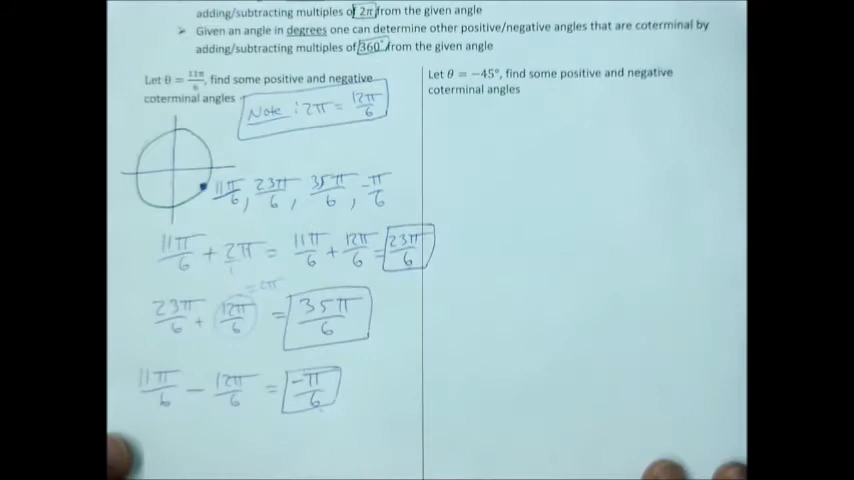 adding/subtracting multiples of 2π from the given angle
➢ Given an angle in degrees one can determine other positive/negative angles that are coterminal by
adding/subtracting multiples of 360° from the given angle
Let θ = 11π/6, find some positive and negative
coterminal angles
Note: 2π = 12π/6
11π/6, 23π/6, 35π/6, -π/6
11π/6 + 2π/1 = 11π/6 + 12π/6 = 23π/6
= 2π
23π/6 + 12π/6 = 35π/6
11π/6 - 12π/6 = -π/6
Let θ = −45°, find some positive and negative
coterminal angles